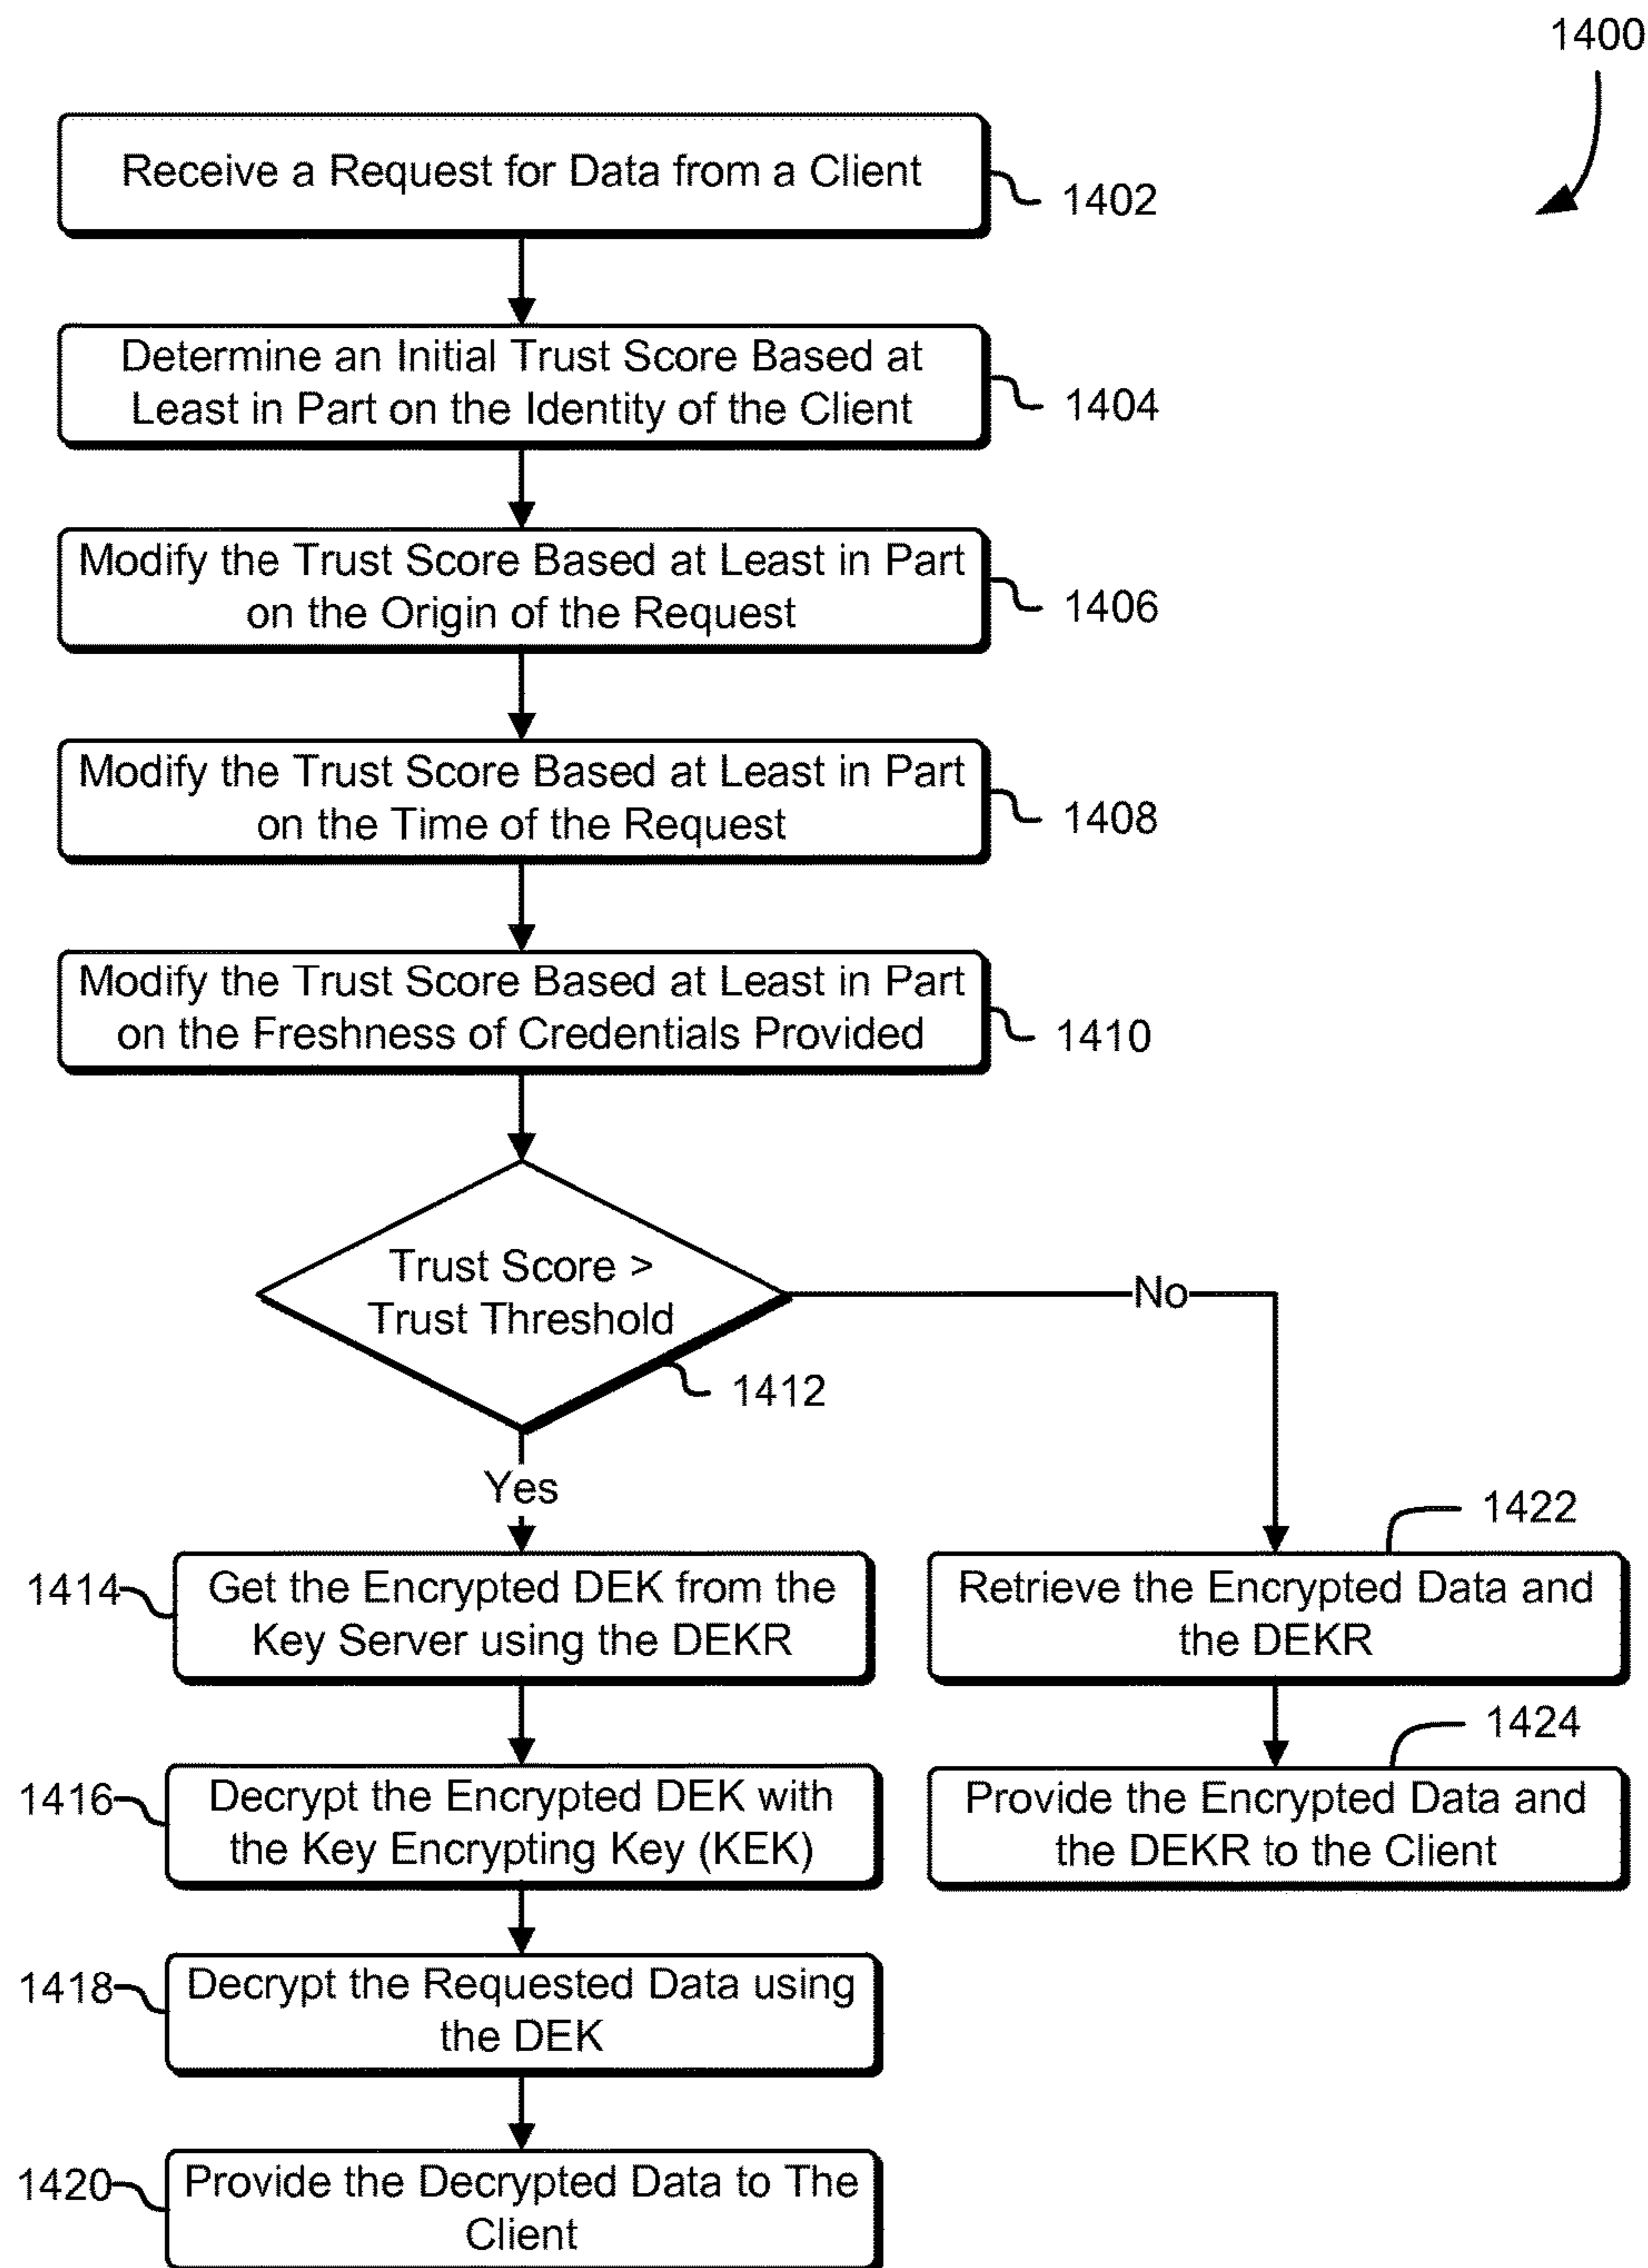 1400
Receive a Request for Data from a Client
1402
Determine an Initial Trust Score Based at
Least in Part on the Identity of the Client
1404
Modify the Trust Score Based at Least in Part
on the Origin of the Request
1406
Modify the Trust Score Based at Least in Part
on the Time of the Request
1408
Modify the Trust Score Based at Least in Part
on the Freshness of Credentials Provided
1410
Trust Score >
Trust Threshold
1412
No
Yes
1414
Get the Encrypted DEK from the
Key Server using the DEKR
1416
Decrypt the Encrypted DEK with
the Key Encrypting Key (KEK)
1418
Decrypt the Requested Data using
the DEK
1420
Provide the Decrypted Data to The
Client
1422
Retrieve the Encrypted Data and
the DEKR
1424
Provide the Encrypted Data and
the DEKR to the Client